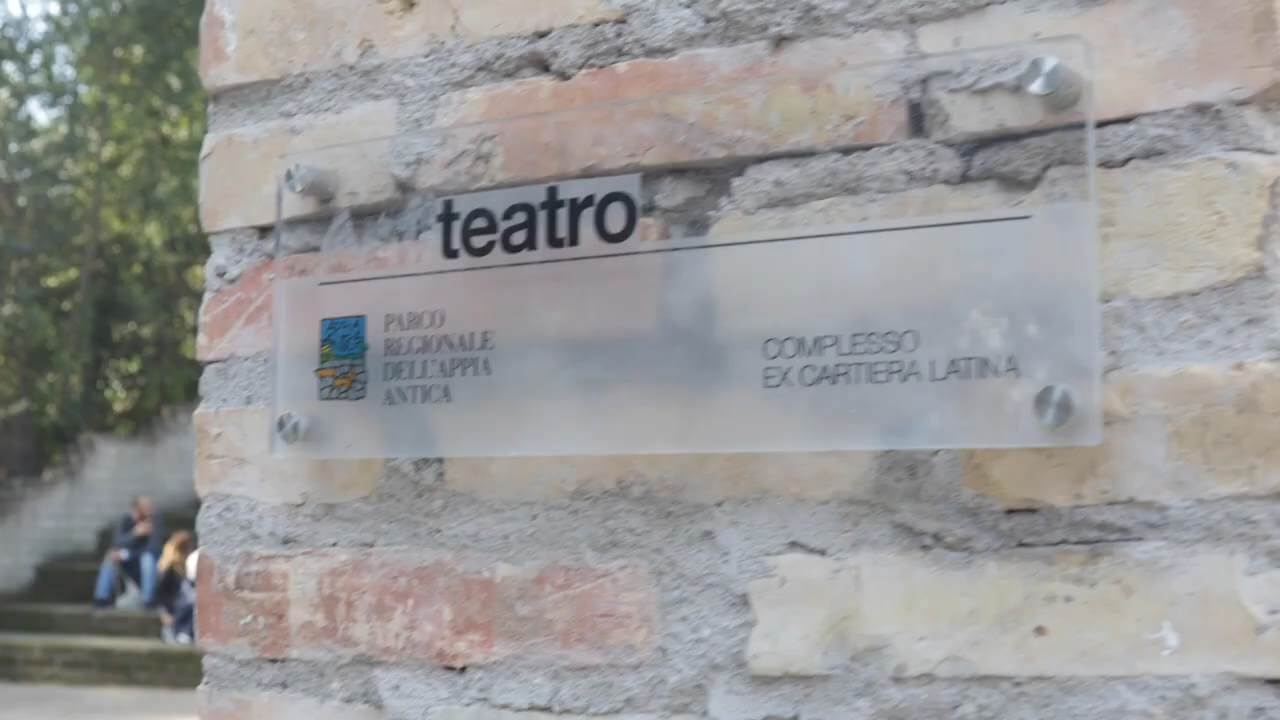 teatro
PARCO
REGIONALE
DELL'APPIA
ANTICA
COMPLESSO
EX CARTIERA LATINA